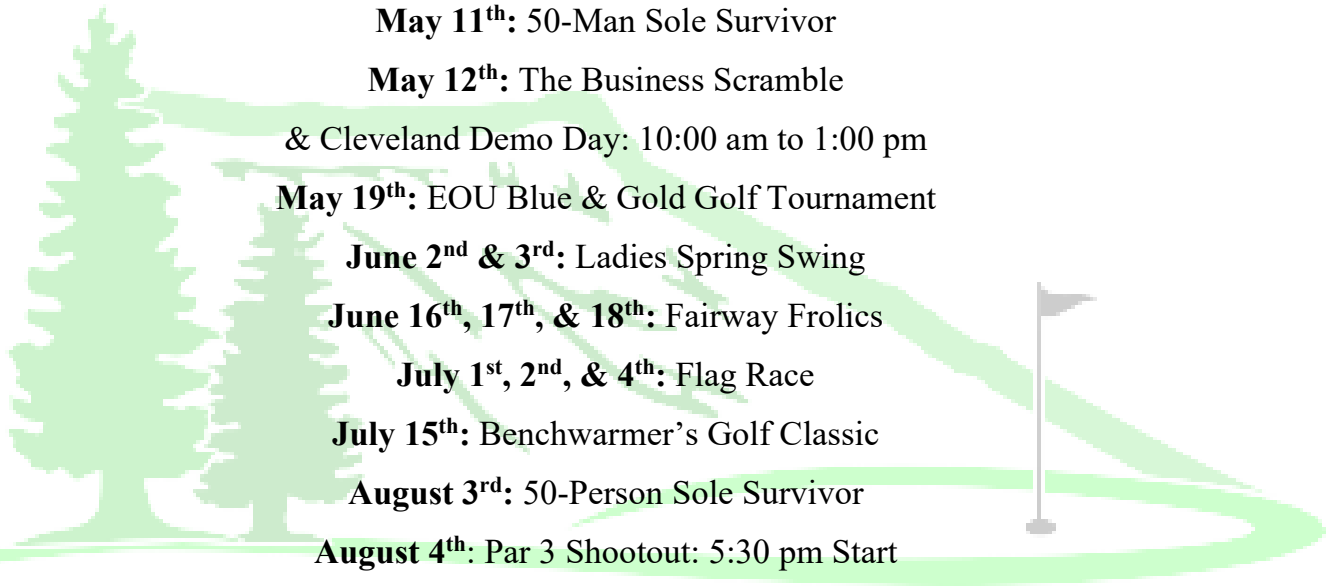 May 11th: 50-Man Sole Survivor
May 12th: The Business Scramble
& Cleveland Demo Day: 10:00 am to 1:00 pm
May 19th: EOU Blue & Gold Golf Tournament
June 2nd & 3rd: Ladies Spring Swing
June 16th, 17th, & 18th: Fairway Frolics
July 1st, 2nd, & 4th: Flag Race
July 15th: Benchwarmer's Golf Classic
August 3rd: 50-Person Sole Survivor
August 4th: Par 3 Shootout: 5:30 pm Start